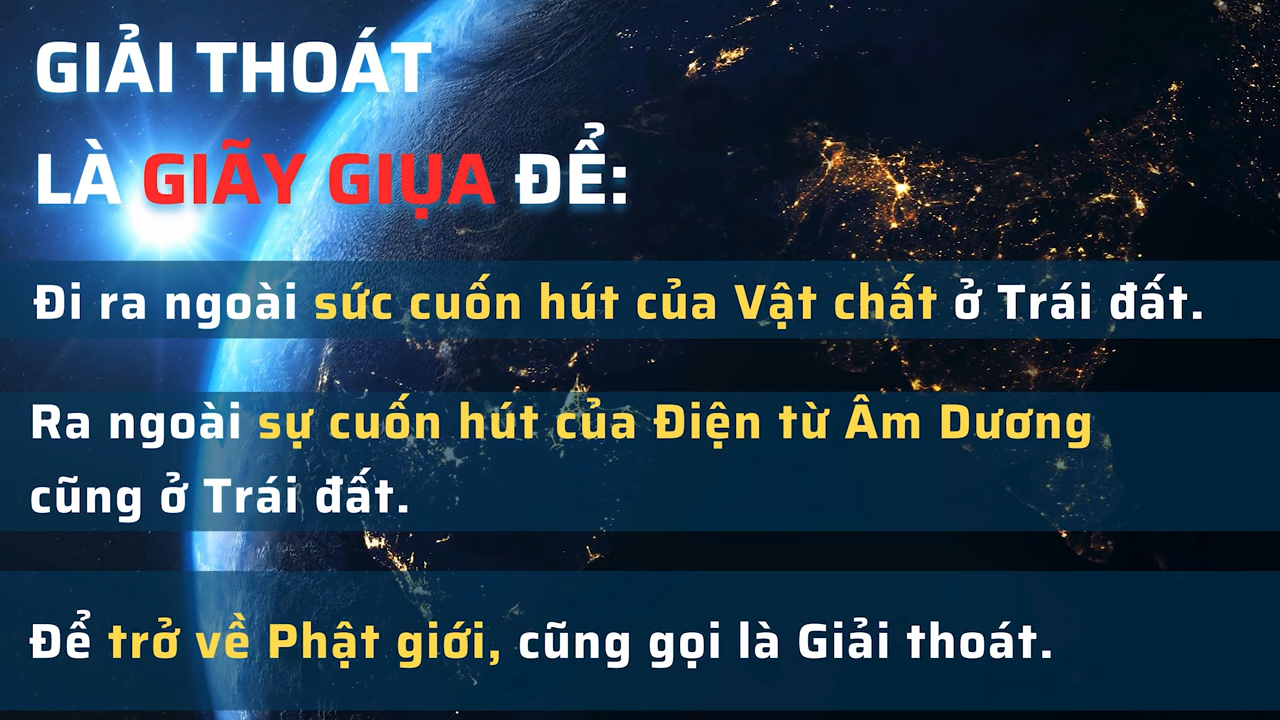 GIẢI THOÁT
LÀ GIÃY GIỤA ĐỂ:
Đi ra ngoài sức cuốn hút của Vật chất ở Trái đất.
Ra ngoài sự cuốn hút của Điện từ Âm Dương
cũng ở Trái đất.
Để trở về Phật giới, cũng gọi là Giải thoát.